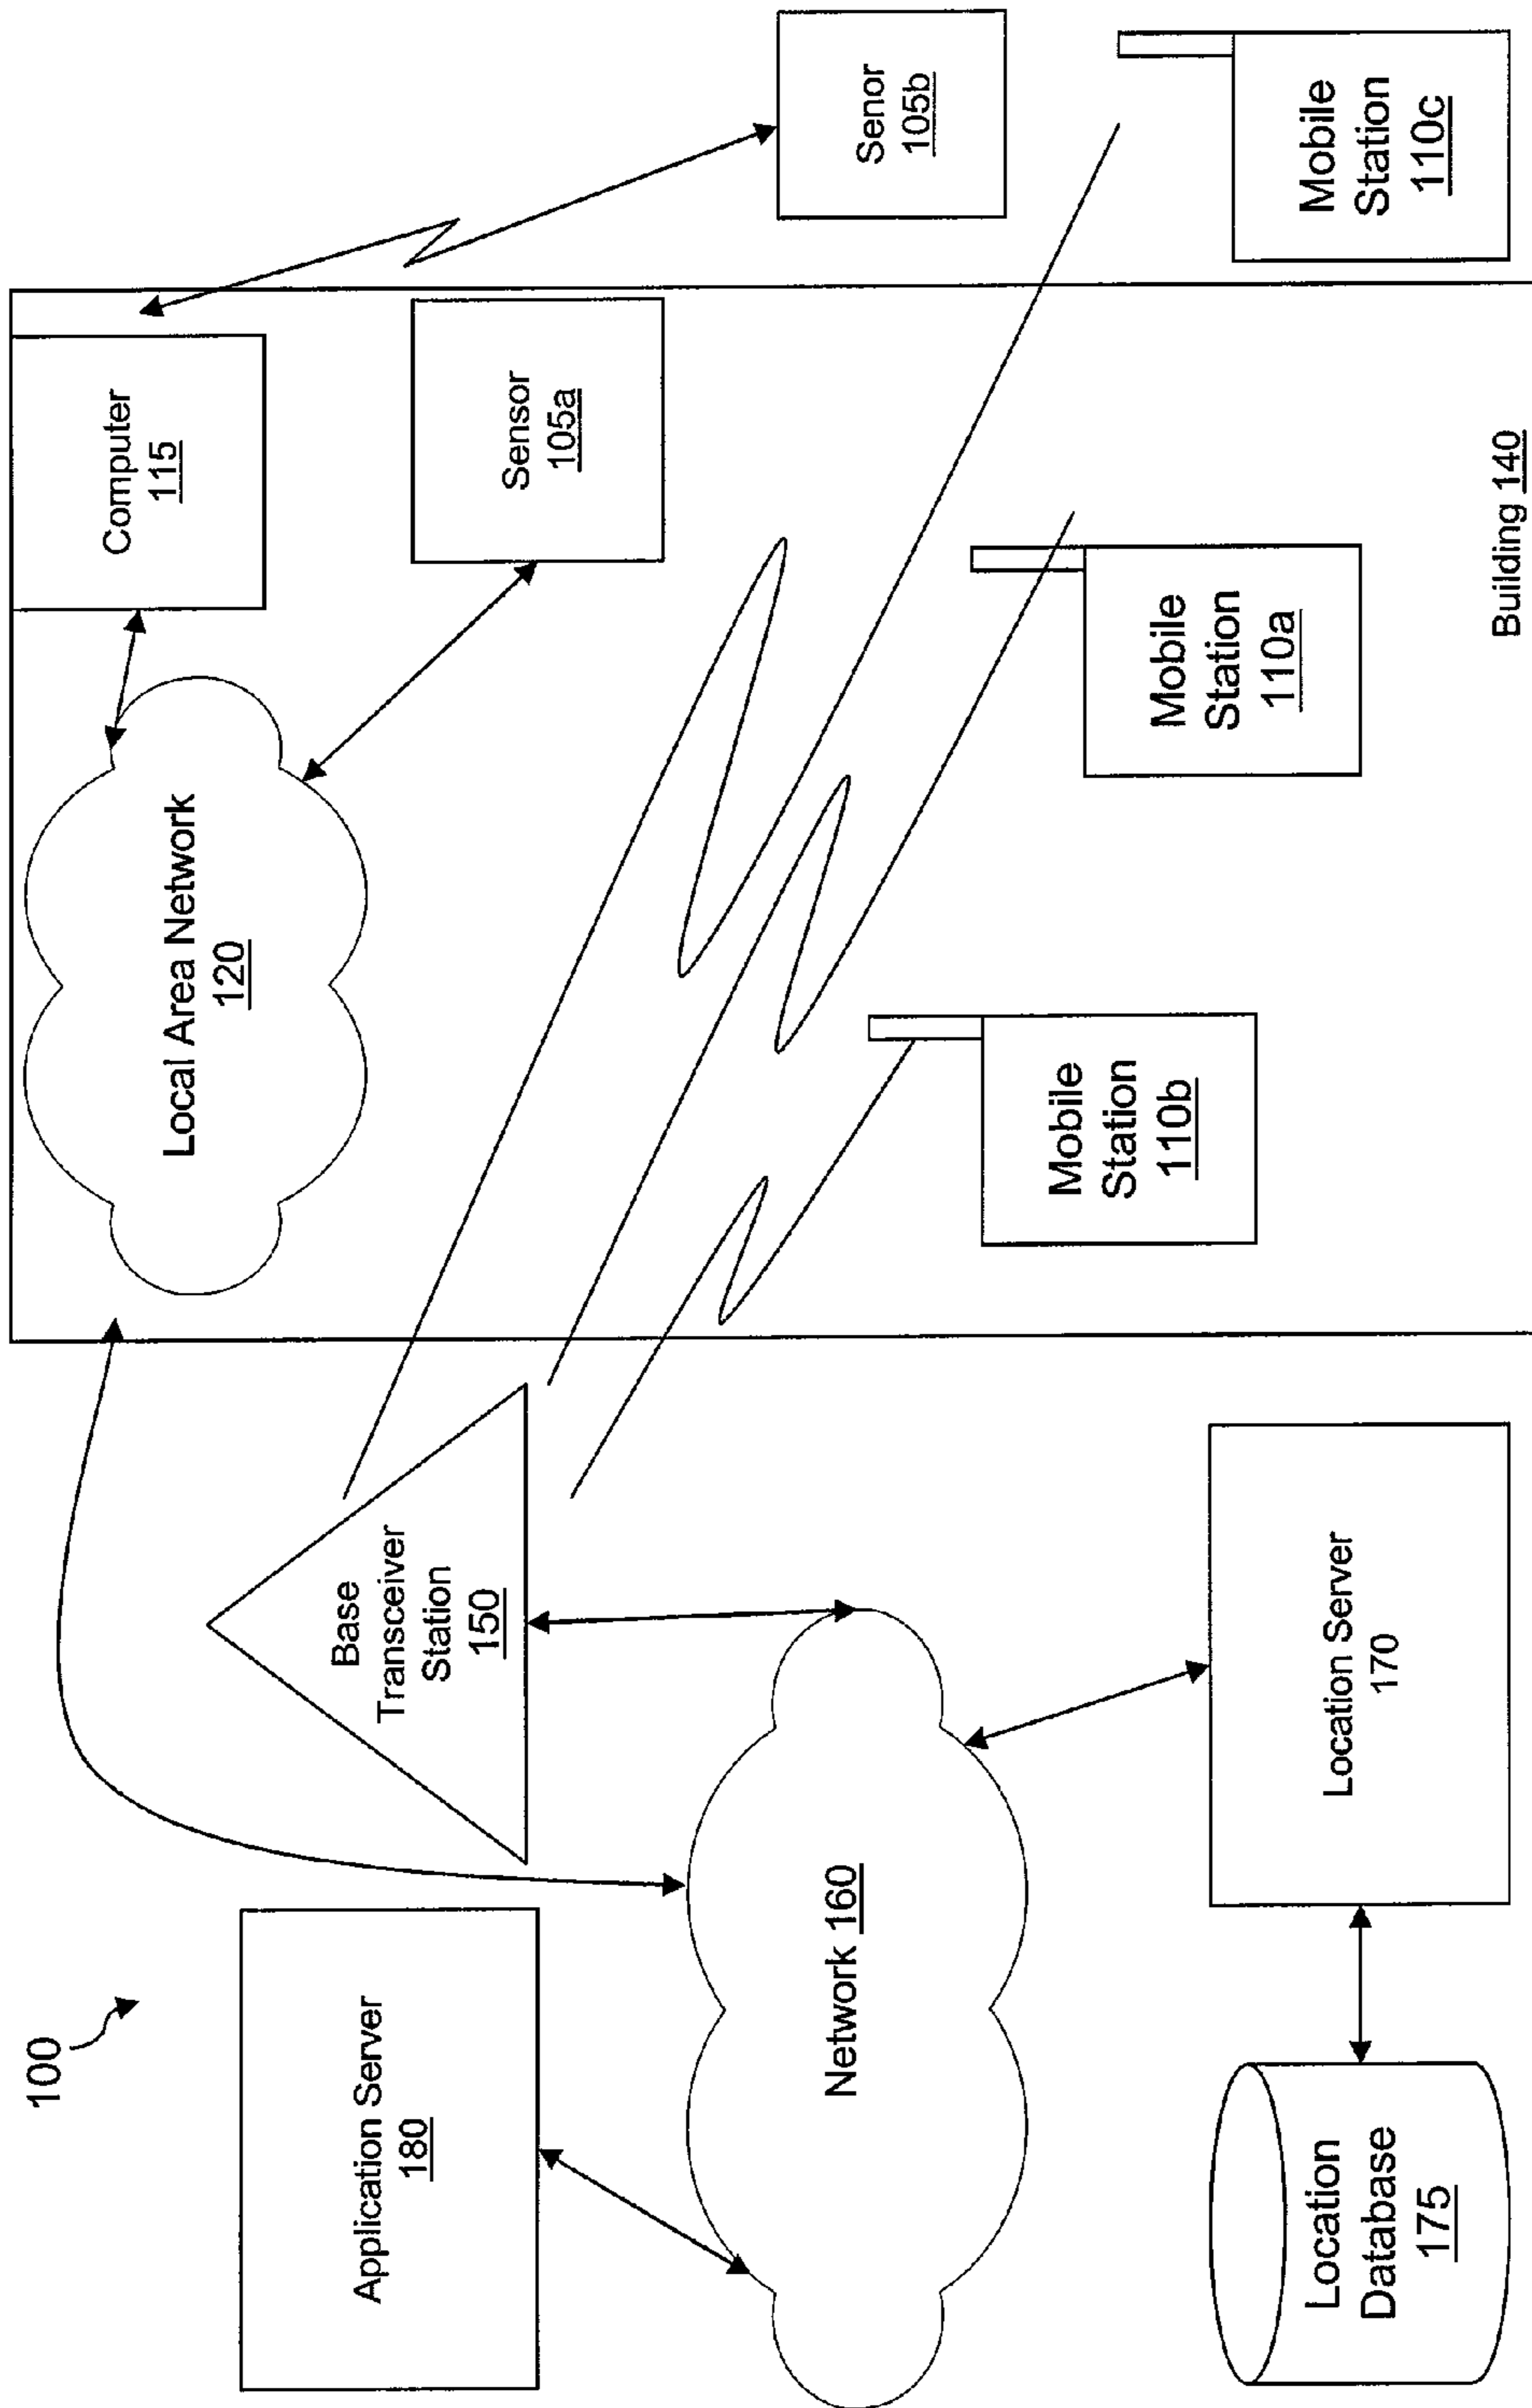 100
Application Server
180
Base
Transceiver
Station
150
Network 160
Location
Database
175
Location Server
170
Local Area Network
120
Computer
115
Sensor
105a
Senor
105b
Mobile
Station
110b
Mobile
Station
110a
Mobile
Station
110c
Building 140